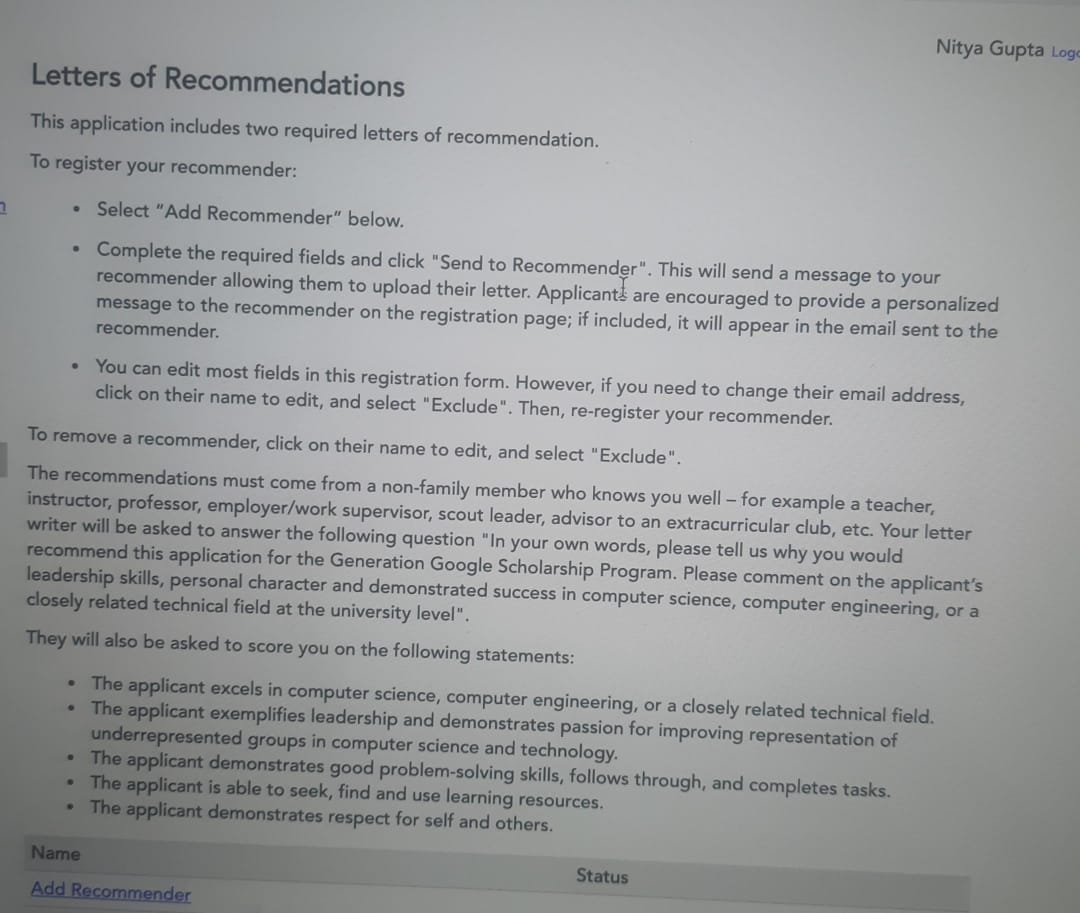 Nitya Gupta
Letters of Recommendations
This application includes two required letters of recommendation.
To register your recommender:
• Select "Add Recommender" below.
• Complete the required fields and click "Send to Recommender". This will send a message to your
recommender allowing them to upload their letter. Applicants are encouraged to provide a personalized
message to the recommender on the registration page; if included, it will appear in the email sent to the
recommender.
• You can edit most fields in this registration form. However, if you need to change their email address,
click on their name to edit, and select "Exclude". Then, re-register your recommender.
To remove a recommender, click on their name to edit, and select "Exclude".
The recommendations must come from a non-family member who knows you well – for example a teacher,
instructor, professor, employer/work supervisor, scout leader, advisor to an extracurricular club, etc. Your letter
writer will be asked to answer the following question "In your own words, please tell us why you would
recommend this application for the Generation Google Scholarship Program. Please comment on the applicant's
leadership skills, personal character and demonstrated success in computer science, computer engineering, or a
closely related technical field at the university level".
They will also be asked to score you on the following statements:
• The applicant excels in computer science, computer engineering, or a closely related technical field.
• The applicant exemplifies leadership and demonstrates passion for improving representation of
underrepresented groups in computer science and technology.
• The applicant demonstrates good problem-solving skills, follows through, and completes tasks.
• The applicant is able to seek, find and use learning resources.
• The applicant demonstrates respect for self and others.
Name Status
Add Recommender